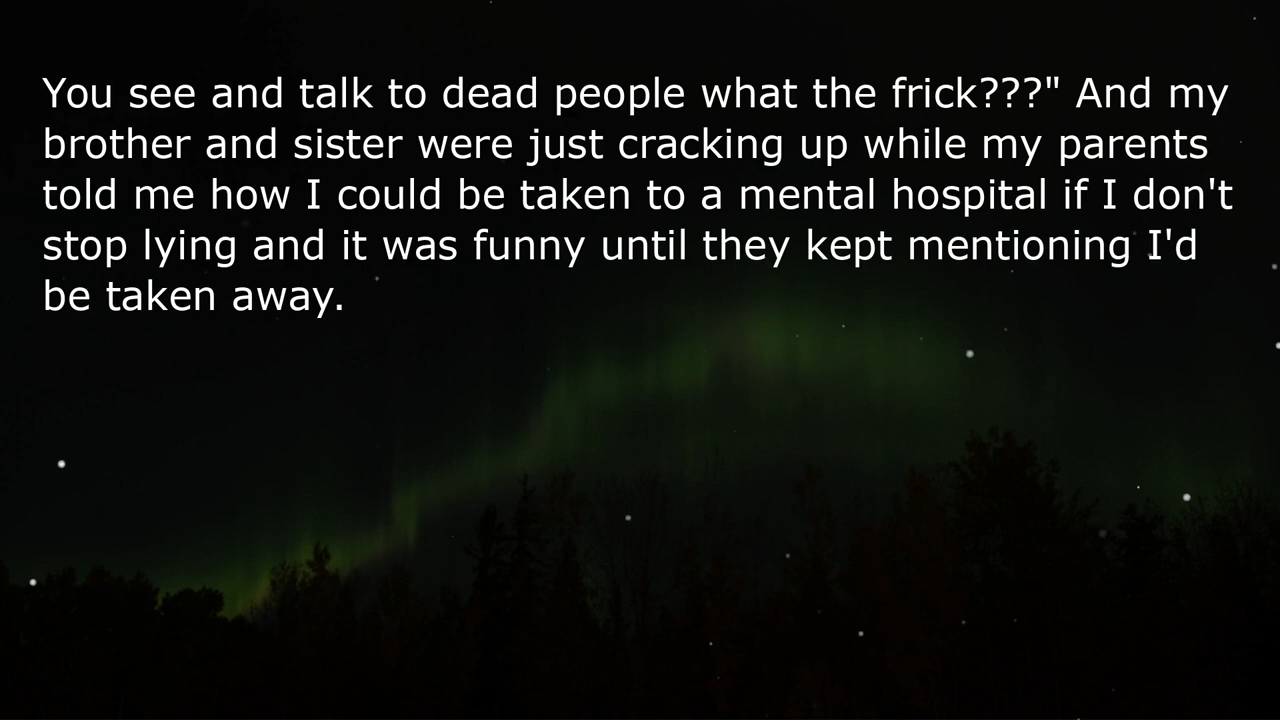 You see and talk to dead people what the frick???" And my
brother and sister were just cracking up while my parents
told me how I could be taken to a mental hospital if I don't
stop lying and it was funny until they kept mentioning I'd
be taken away.